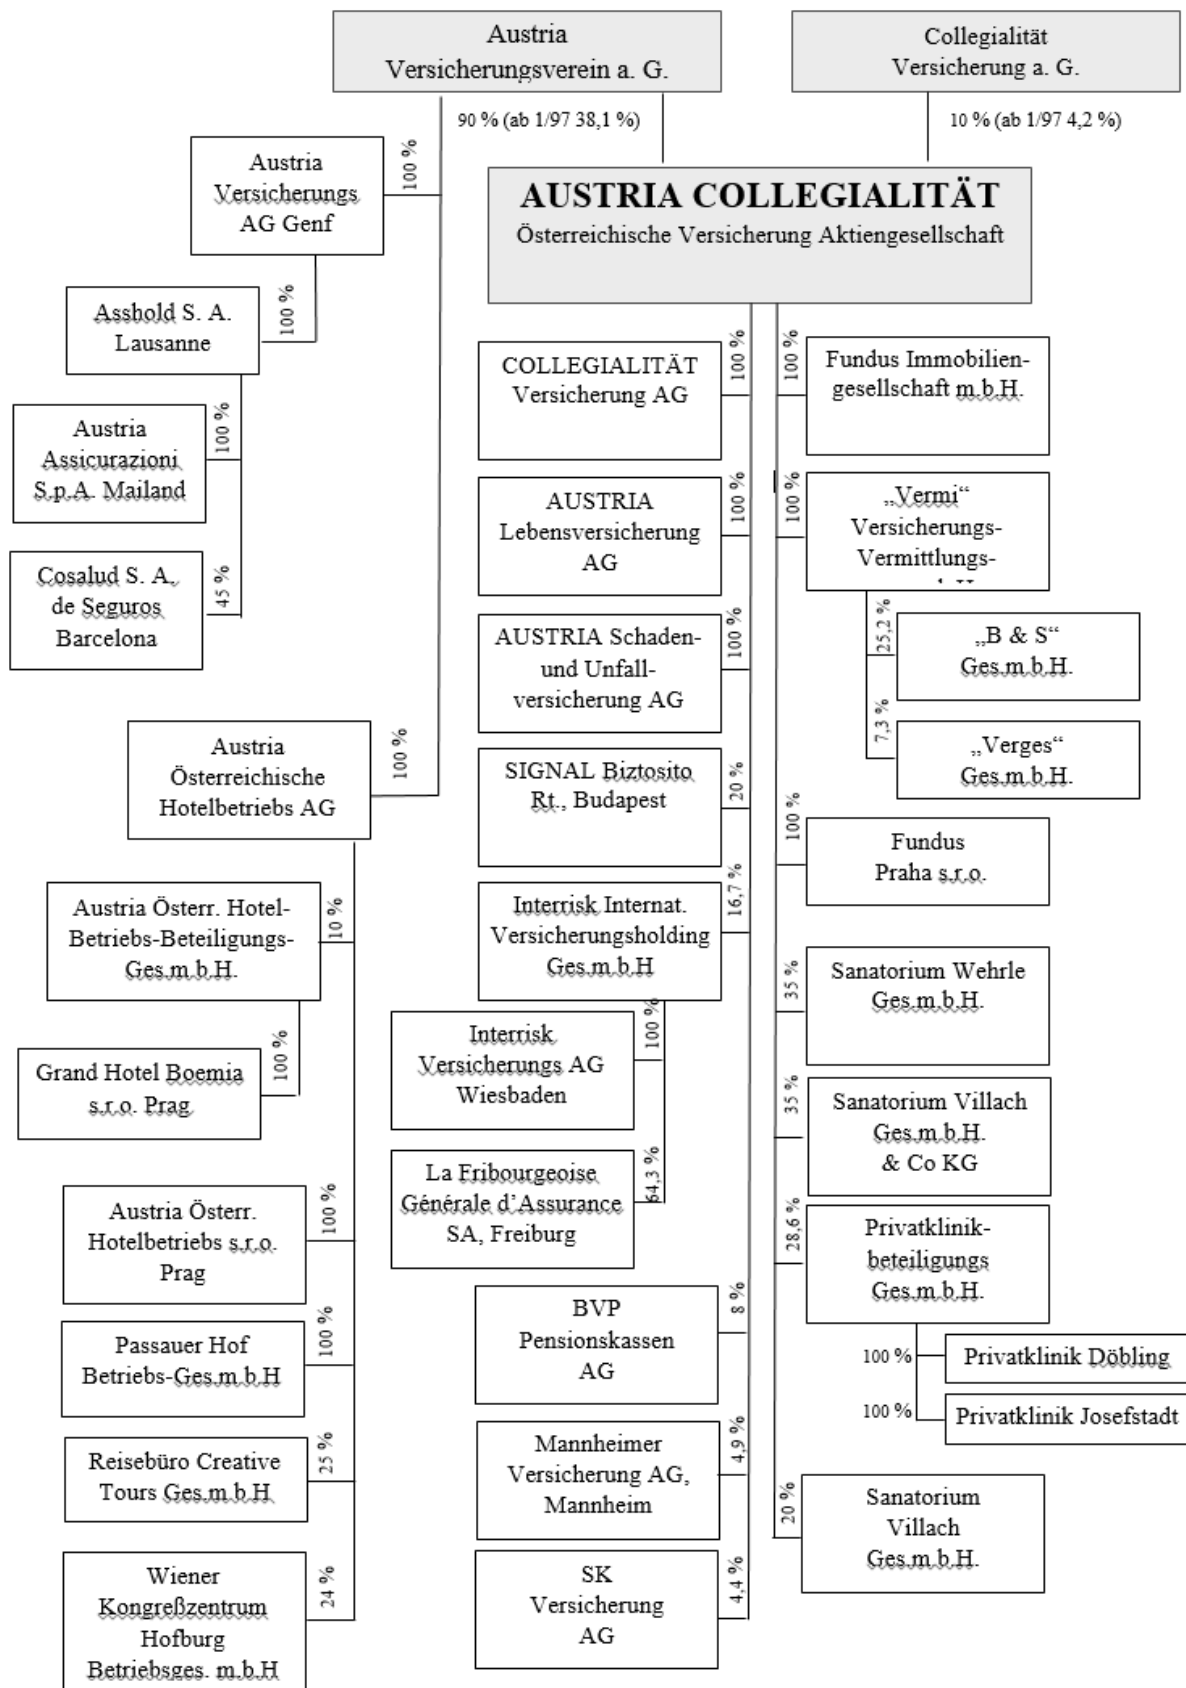 Austria
Versicherungsverein a. G.
Collegialität
Versicherung a. G.
90 % (ab 1/97 38,1 %)
10 % (ab 1/97 4,2 %)
AUSTRIA COLLEGIALITÄT
Österreichische Versicherung Aktiengesellschaft
100 %
Austria
Versicherungs
AG Genf
100 %
Asshold S. A.
Lausanne
100 %
Austria
Assicurazioni
S.p.A. Mailand
45 %
Cosalud S. A.
de Seguros
Barcelona
100 %
Austria
Österreichische
Hotelbetriebs AG
10 %
Austria Österr. Hotel-
Betriebs-Beteiligungs-
Ges.m.b.H.
100 %
Grand Hotel Boemia
s.r.o. Prag
100 %
Austria Österr.
Hotelbetriebs s.r.o.
Prag
100 %
Passauer Hof
Betriebs-Ges.m.b.H
25 %
Reisebüro Creative
Tours Ges.m.b.H
24 %
Wiener
Kongreßzentrum
Hofburg
Betriebsges. m.b.H
100 %
COLLEGIALITÄT
Versicherung AG
100 %
AUSTRIA
Lebensversicherung
AG
100 %
AUSTRIA Schaden-
und Unfall-
versicherung AG
20 %
SIGNAL Biztosito
Rt., Budapest
16,7 %
Interrisk Internat.
Versicherungsholding
Ges.m.b.H
100 %
Interrisk
Versicherungs AG
Wiesbaden
64,3 %
La Fribourgeoise
Générale d’Assurance
SA, Freiburg
8 %
BVP
Pensionskassen
AG
4,9 %
Mannheimer
Versicherung AG,
Mannheim
4,4 %
SK
Versicherung
AG
100 %
Fundus Immobilien-
gesellschaft m.b.H.
100 %
„Vermi“
Versicherungs-
Vermittlungs-
25,2 %
„B & S“
Ges.m.b.H.
7,3 %
„Verges“
Ges.m.b.H.
100 %
Fundus
Praha s.r.o.
35 %
Sanatorium Wehrle
Ges.m.b.H.
35 %
Sanatorium Villach
Ges.m.b.H.
& Co KG
28,6 %
Privatklinik-
beteiligungs
Ges.m.b.H.
100 %
Privatklinik Döbling
100 %
Privatklinik Josefstadt
20 %
Sanatorium
Villach
Ges.m.b.H.